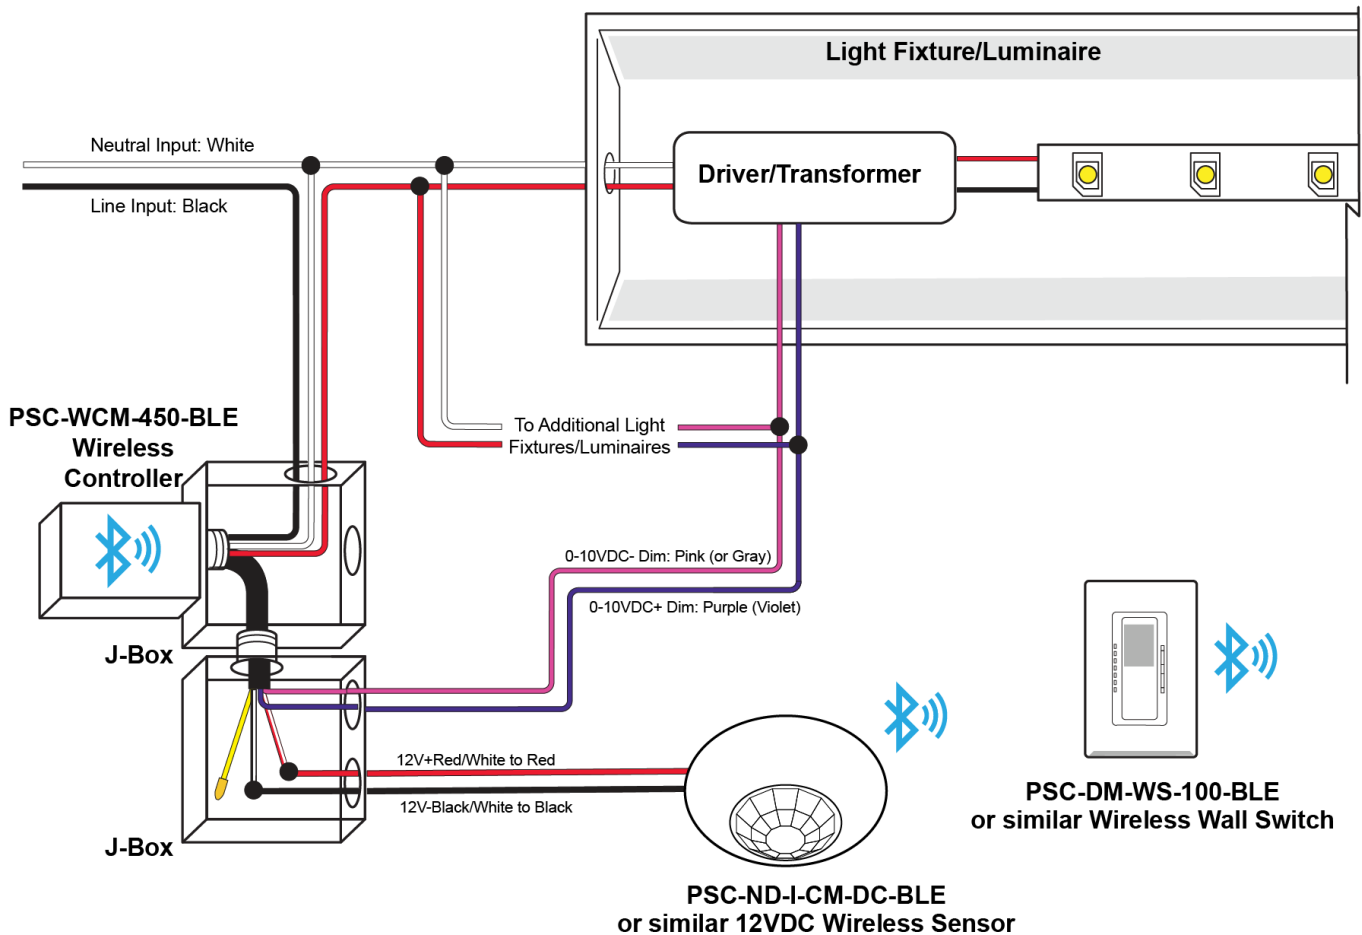 Light Fixture/Luminaire
Neutral Input: White
Line Input: Black
Driver/Transformer
PSC-WCM-450-BLE
Wireless
Controller
To Additional Light
Fixtures/Luminaires
0-10VDC- Dim: Pink (or Gray)
0-10VDC+ Dim: Purple (Violet)
J-Box
12V+Red/White to Red
12V-Black/White to Black
J-Box
PSC-DM-WS-100-BLE
or similar Wireless Wall Switch
PSC-ND-I-CM-DC-BLE
or similar 12VDC Wireless Sensor